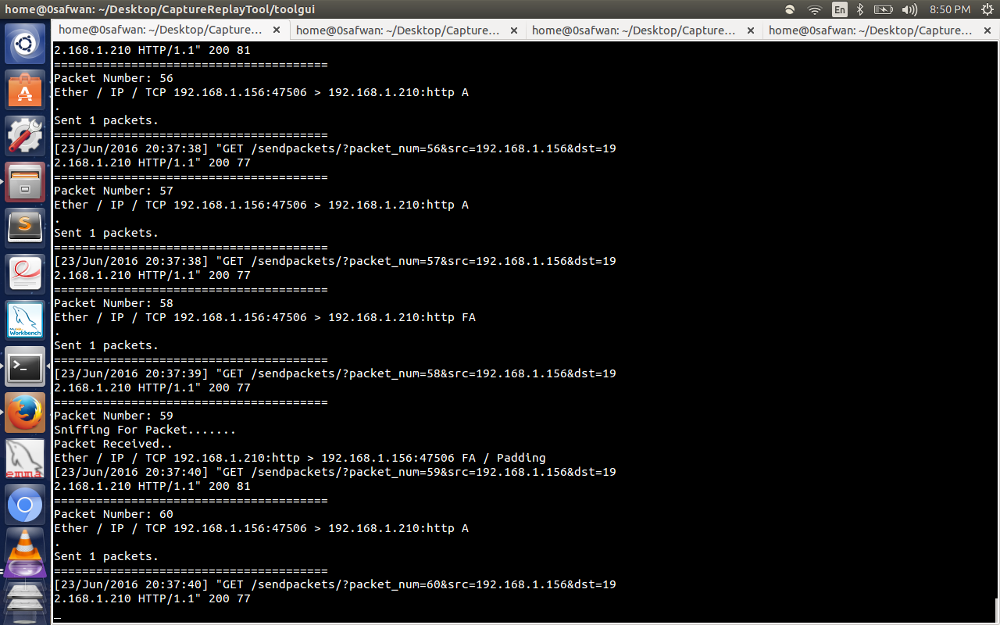 home@0safwan: ~/Desktop/CaptureReplayTool/toolgui
En
8:50 PM
home@0safwan: ~/Desktop/Capture... × home@0safwan: ~/Desktop/Capture... × home@0safwan: ~/Desktop/Capture... × home@0safwan: ~/Desktop/Capture... ×
2.168.1.210 HTTP/1.1" 200 81
=======================================
Packet Number: 56
Ether / IP / TCP 192.168.1.156:47506 > 192.168.1.210:http A
.
Sent 1 packets.
=======================================
[23/Jun/2016 20:37:38] "GET /sendpackets/?packet_num=56&src=192.168.1.156&dst=19
2.168.1.210 HTTP/1.1" 200 77
=======================================
Packet Number: 57
Ether / IP / TCP 192.168.1.156:47506 > 192.168.1.210:http A
.
Sent 1 packets.
=======================================
[23/Jun/2016 20:37:38] "GET /sendpackets/?packet_num=57&src=192.168.1.156&dst=19
2.168.1.210 HTTP/1.1" 200 77
=======================================
Packet Number: 58
Ether / IP / TCP 192.168.1.156:47506 > 192.168.1.210:http FA
.
Sent 1 packets.
=======================================
[23/Jun/2016 20:37:39] "GET /sendpackets/?packet_num=58&src=192.168.1.156&dst=19
2.168.1.210 HTTP/1.1" 200 77
=======================================
Packet Number: 59
Sniffing For Packet.......
Packet Received..
Ether / IP / TCP 192.168.1.210:http > 192.168.1.156:47506 FA / Padding
[23/Jun/2016 20:37:40] "GET /sendpackets/?packet_num=59&src=192.168.1.156&dst=19
2.168.1.210 HTTP/1.1" 200 81
=======================================
Packet Number: 60
Ether / IP / TCP 192.168.1.156:47506 > 192.168.1.210:http A
.
Sent 1 packets.
=======================================
[23/Jun/2016 20:37:40] "GET /sendpackets/?packet_num=60&src=192.168.1.156&dst=19
2.168.1.210 HTTP/1.1" 200 77
_
A
S
>_
Workbench
emma